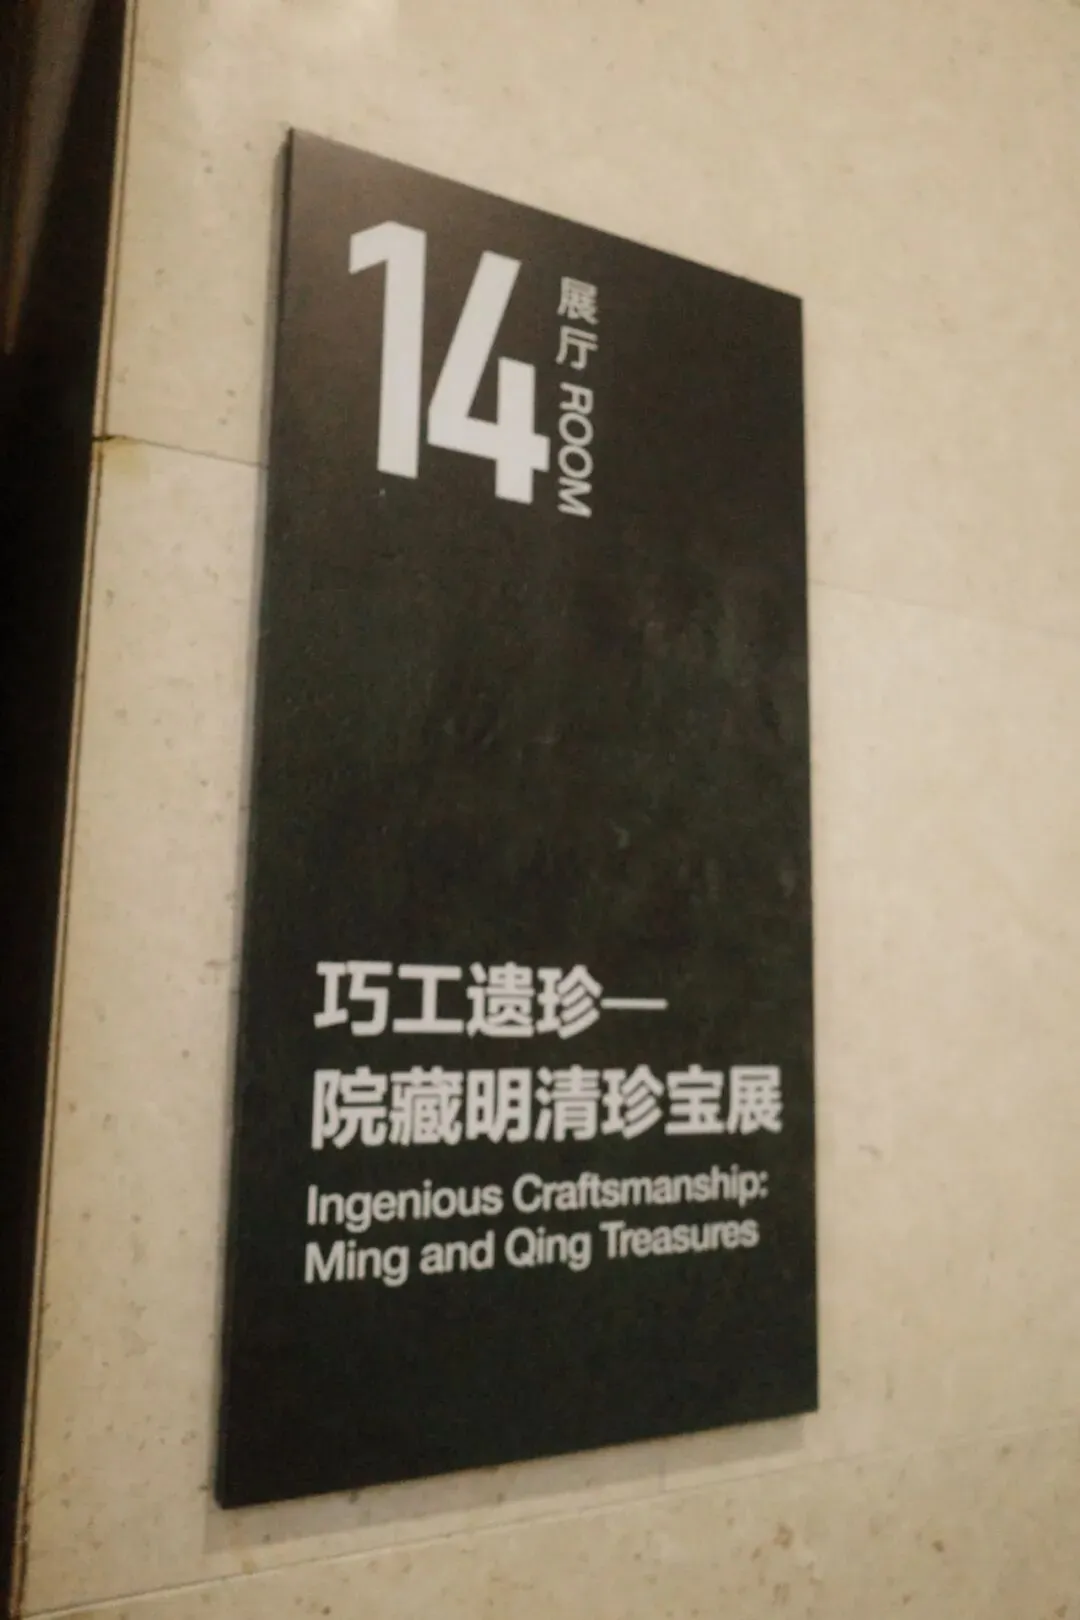 14
展厅 ROOM
巧工遗珍—
院藏明清珍宝展
Ingenious Craftsmanship:
Ming and Qing Treasures